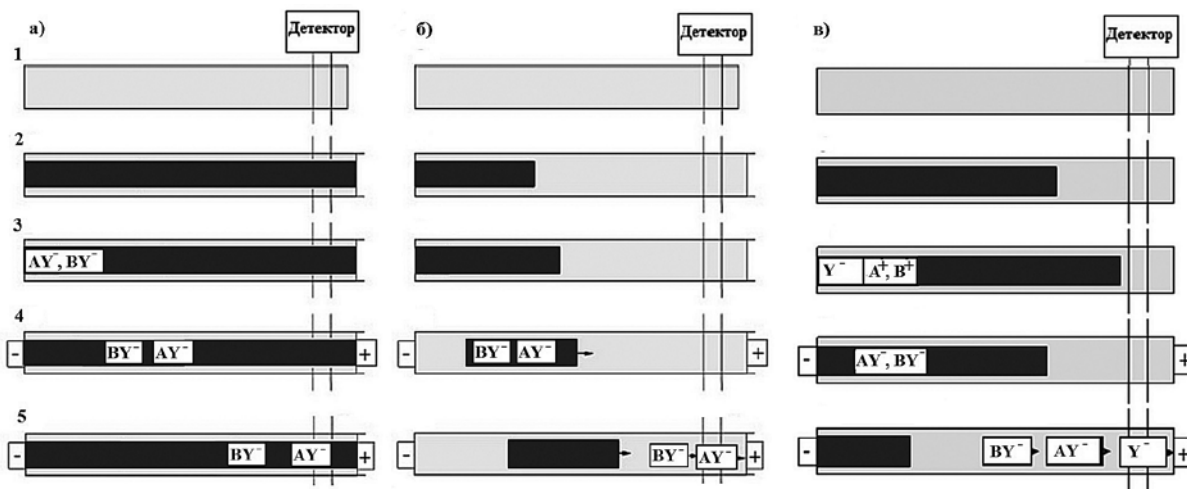 а)
Детектор
1
2
3
AY⁻, BY⁻
4
- BY⁻ AY⁻ +
5
- BY⁻ AY⁻ +
б)
Детектор
- BY⁻ AY⁻ +
BY⁻ AY⁻ +
в)
Детектор
Y⁻ A⁺, B⁺
- AY⁻, BY⁻ +
- BY⁻ AY⁻ Y⁻ +